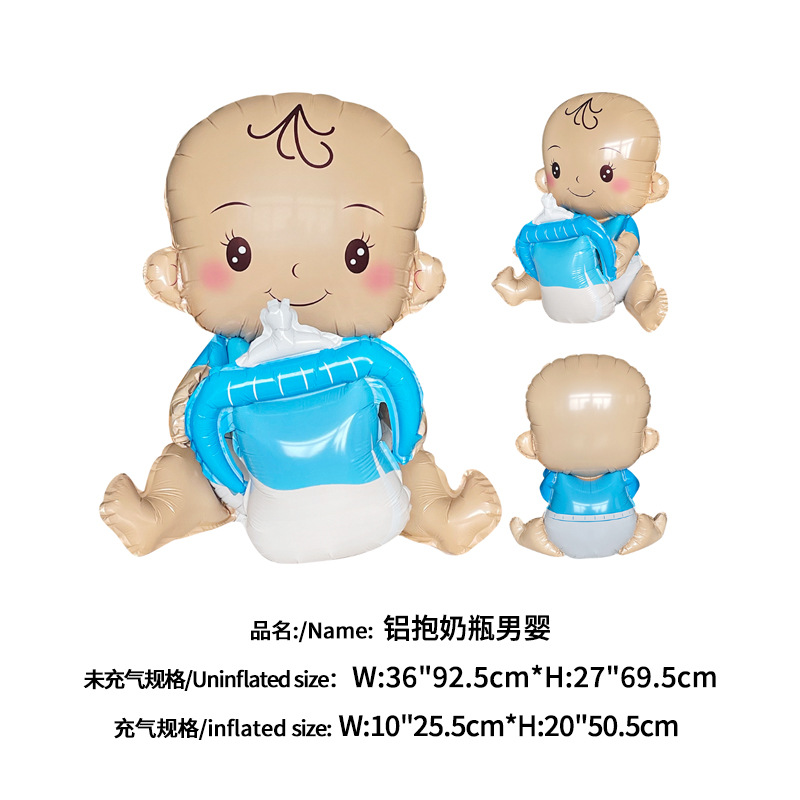 品名:/Name: 铝抱奶瓶男婴
未充气规格/Uninflated size: W:36"92.5cm*H:27"69.5cm
充气规格/inflated size: W:10"25.5cm*H:20"50.5cm